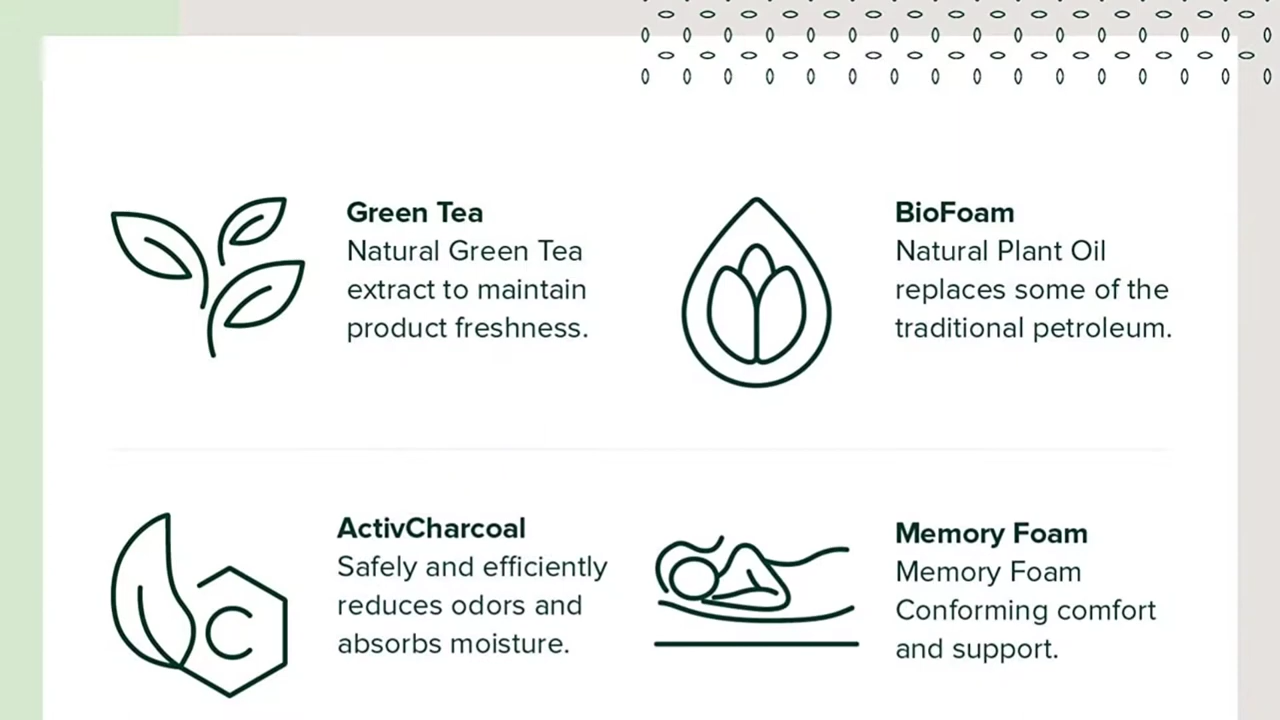 Green Tea
Natural Green Tea
extract to maintain
product freshness.
BioFoam
Natural Plant Oil
replaces some of the
traditional petroleum.
ActivCharcoal
Safely and efficiently
reduces odors and
absorbs moisture.
C
Memory Foam
Memory Foam
Conforming comfort
and support.